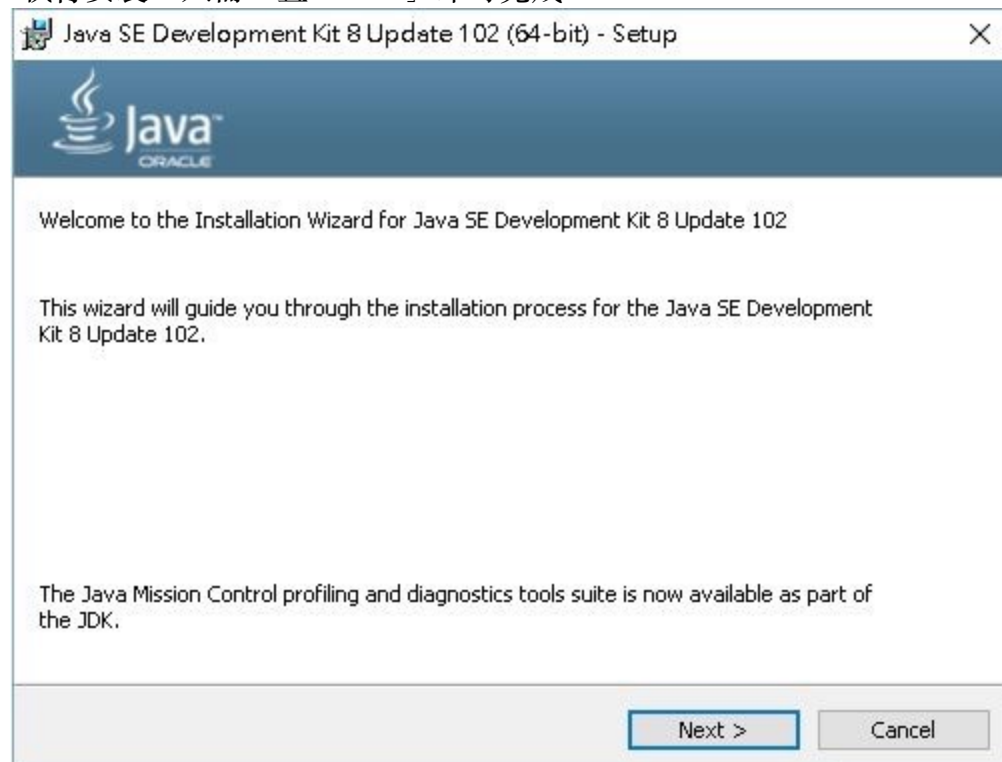 Java SE Development Kit 8 Update 102 (64-bit) - Setup
Java™
ORACLE
Welcome to the Installation Wizard for Java SE Development Kit 8 Update 102
This wizard will guide you through the installation process for the Java SE Development
Kit 8 Update 102.
The Java Mission Control profiling and diagnostics tools suite is now available as part of
the JDK.
Next >
Cancel